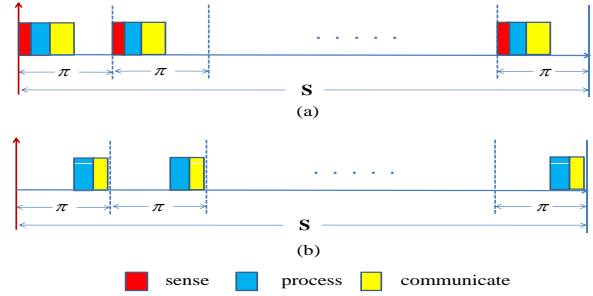 π π π
S
(a)
π π π
S
(b)
sense process communicate